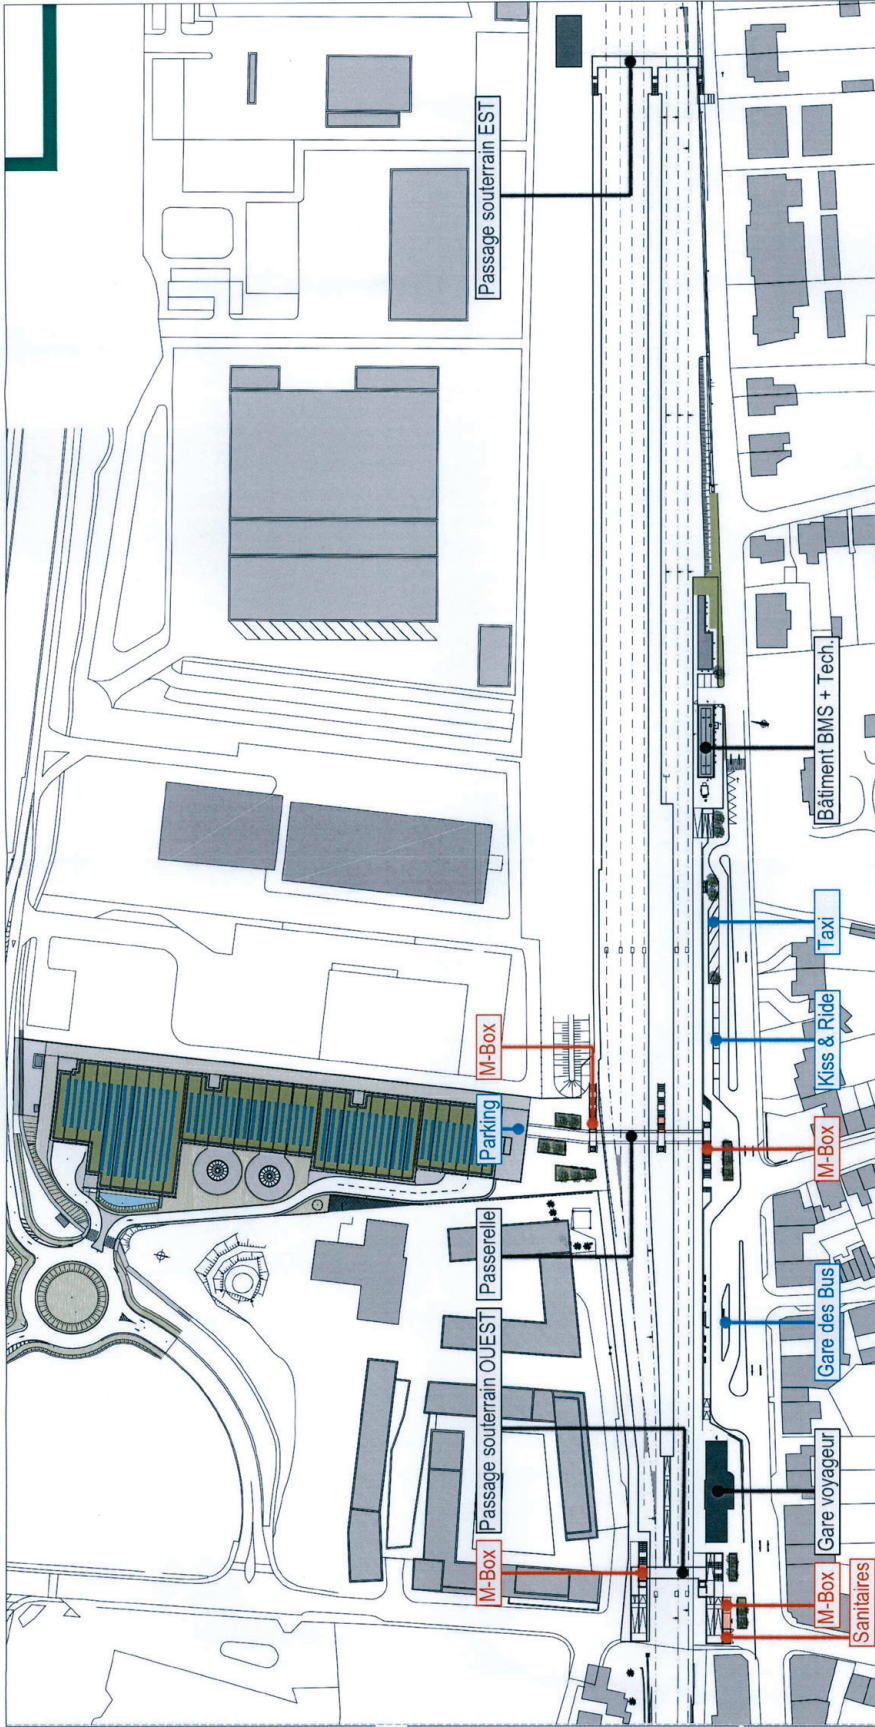 M-Box
Passage souterrain OUEST
Passerelle
Parking
M-Box
Passage souterrain EST
Sanitaires
M-Box
Gare voyageur
Gare des Bus
M-Box
Kiss & Ride
Taxi
Bâtiment BMS + Tech.